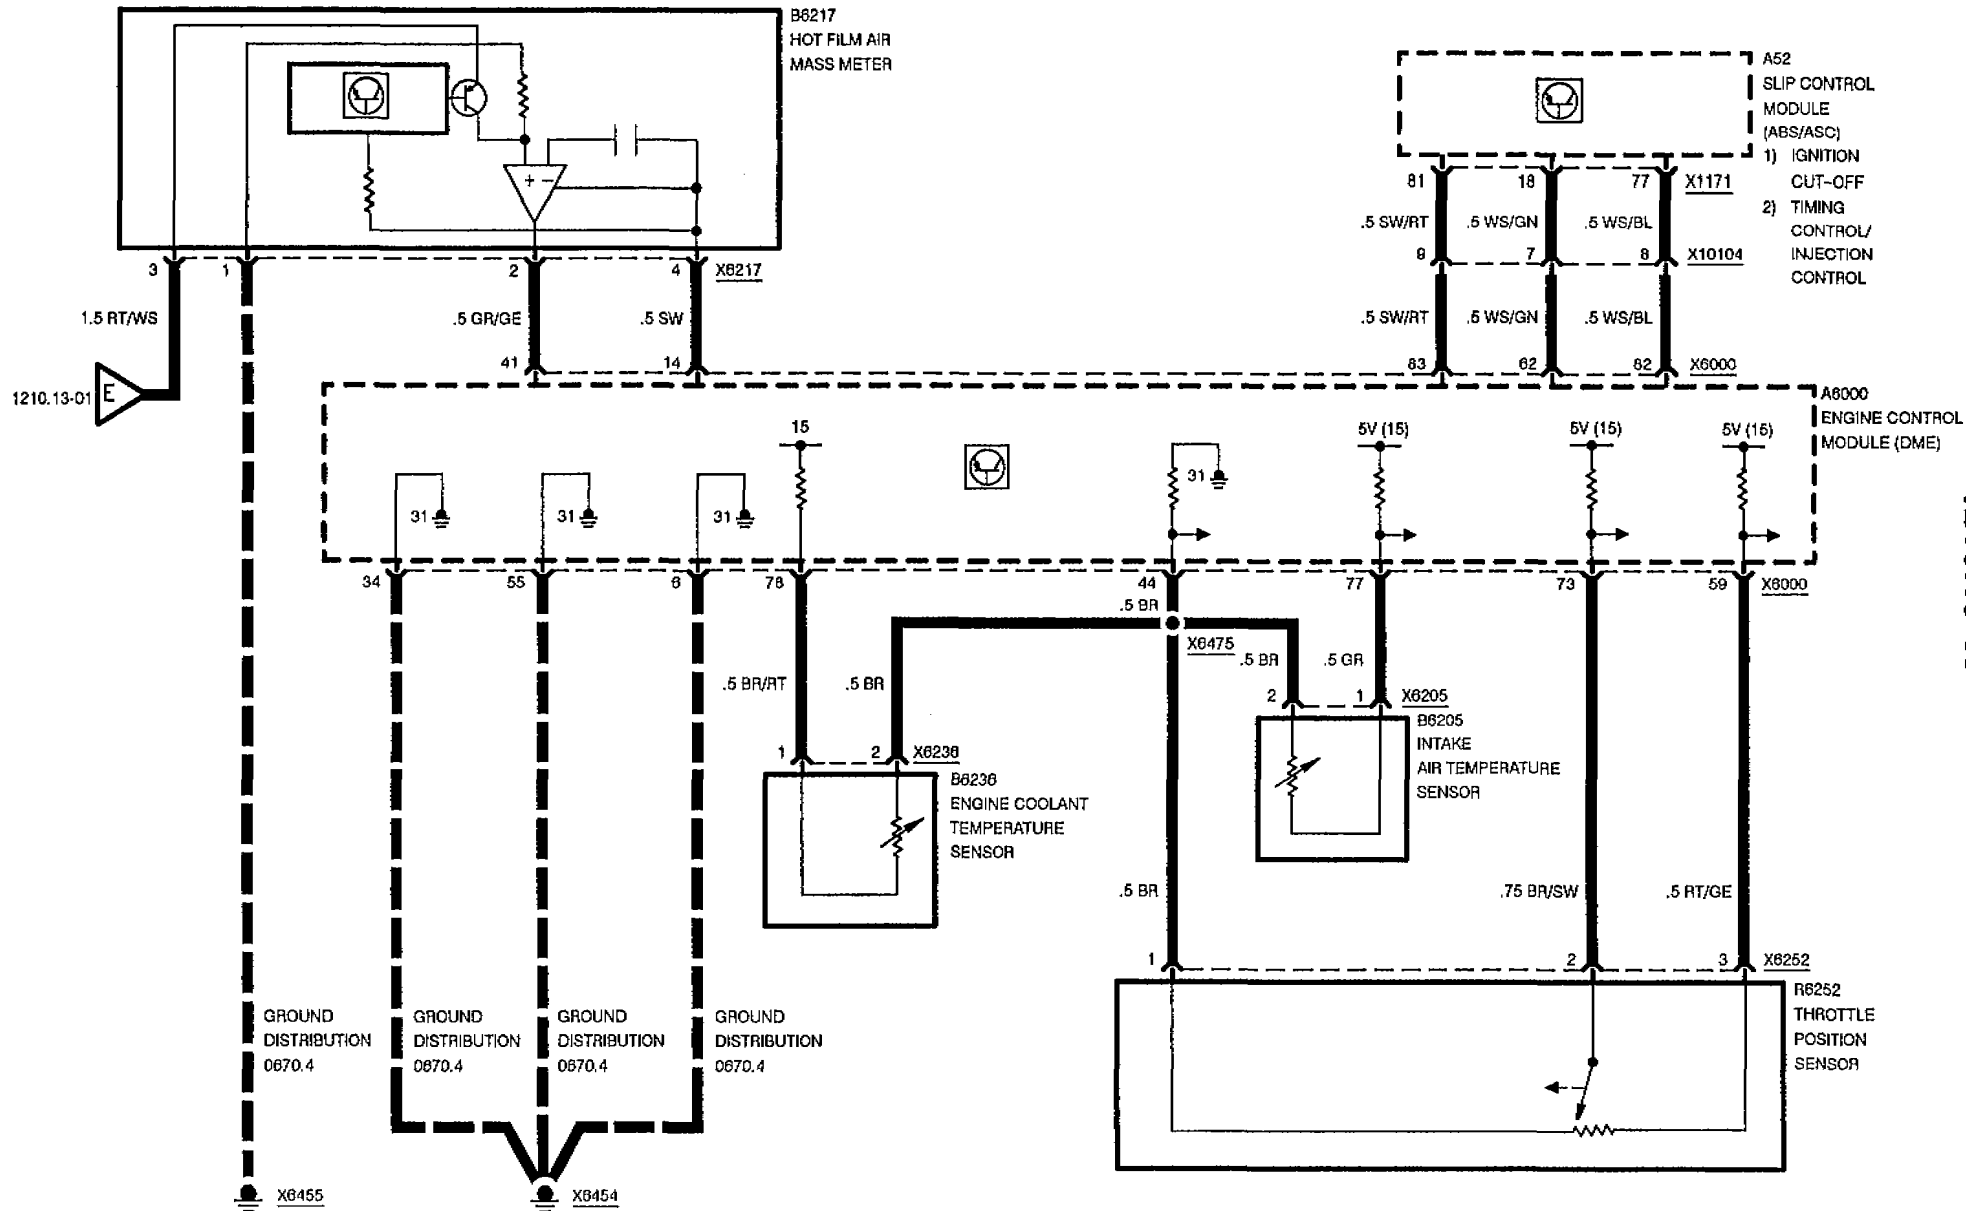 B6217
HOT FILM AIR
MASS METER
A52
SLIP CONTROL
MODULE
(ABS/ASC)
1) IGNITION
CUT-OFF
2) TIMING
CONTROL/
INJECTION
CONTROL
81 18 77 X1171
.5 SW/RT .5 WS/GN .5 WS/BL
9 7 8 X10104
3 1 2 4 X6217
1.5 RT/WS .5 GR/GE .5 SW .5 SW/RT .5 WS/GN .5 WS/BL
41 14 83 62 82 X6000
1210.13-01 E
A6000
ENGINE CONTROL
MODULE (DME)
15 5V (15) 5V (15) 5V (15)
31 31 31 31
34 55 6 78 44 77 73 59 X6000
.5 BR
X6475
.5 BR/RT .5 BR .5 BR .5 GR
2 1 X6205
B6205
INTAKE
AIR TEMPERATURE
SENSOR
1 2 X6236
B6236
ENGINE COOLANT
TEMPERATURE
SENSOR
.5 BR .75 BR/SW .5 RT/GE
1 2 3 X6252
R6252
THROTTLE
POSITION
SENSOR
GROUND
DISTRIBUTION
0670.4
GROUND
DISTRIBUTION
0670.4
GROUND
DISTRIBUTION
0670.4
GROUND
DISTRIBUTION
0670.4
X6455 X6454